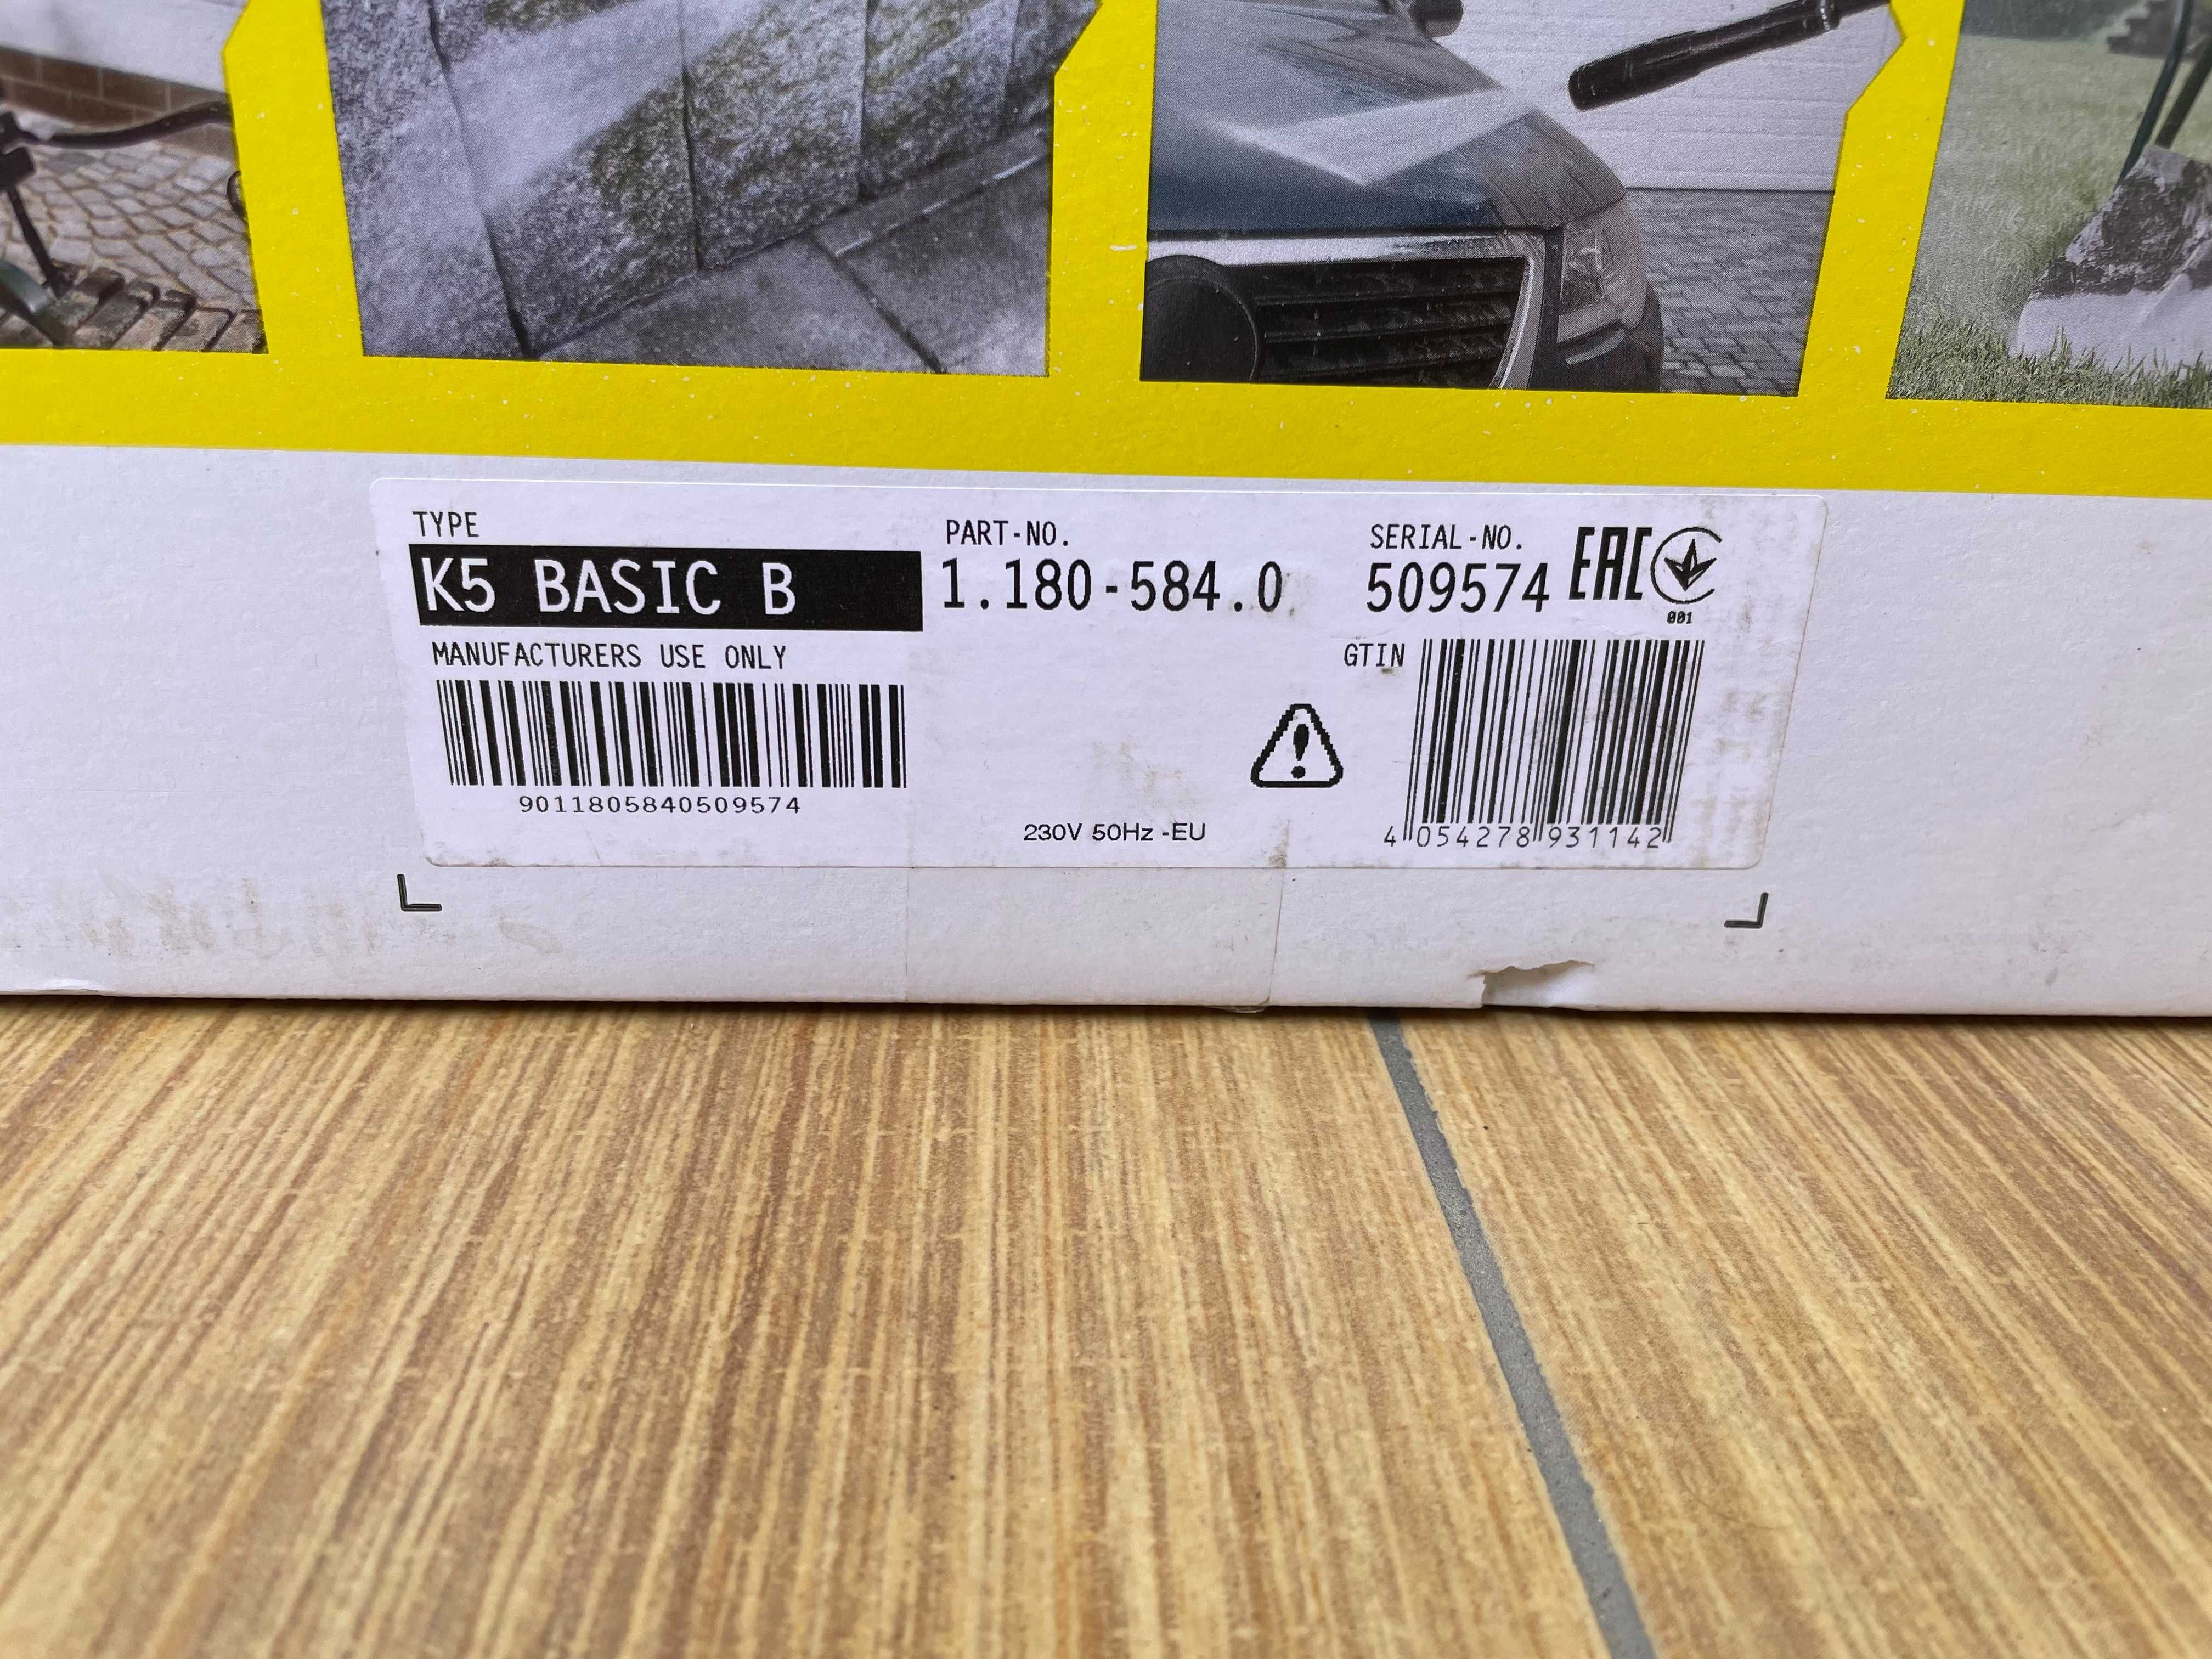 TYPE
K5 BASIC B
PART-NO.
1.180-584.0
SERIAL-NO.
509574
EAC
001
MANUFACTURERS USE ONLY
9011805840509574
230V 50Hz -EU
GTIN
4 054278 931142